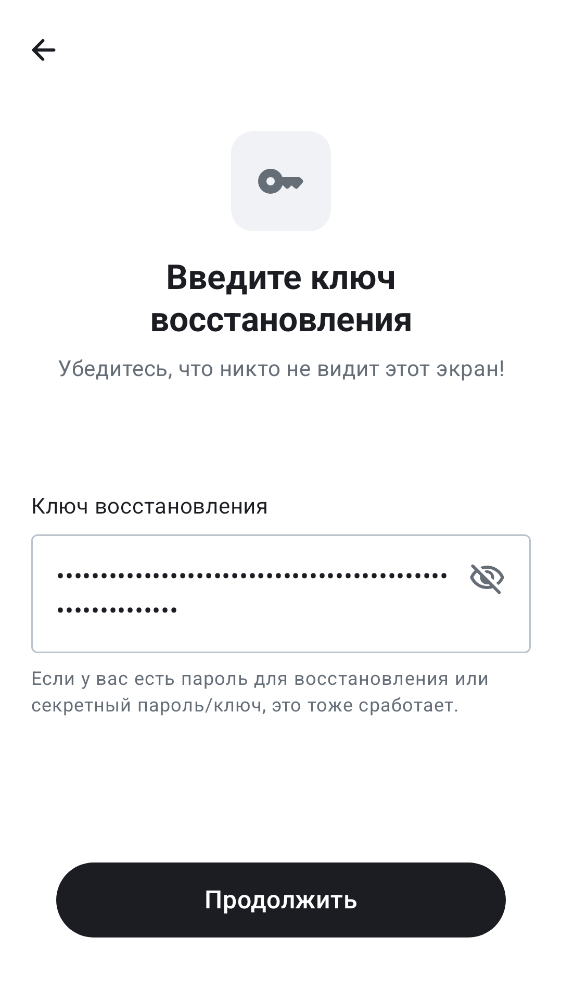 Введите ключ
восстановления
Убедитесь, что никто не видит этот экран!
Ключ восстановления
••••••••••••••••••••••••••••••••••••••••••••••
••••••••••••••
Если у вас есть пароль для восстановления или
секретный пароль/ключ, это тоже сработает.
Продолжить